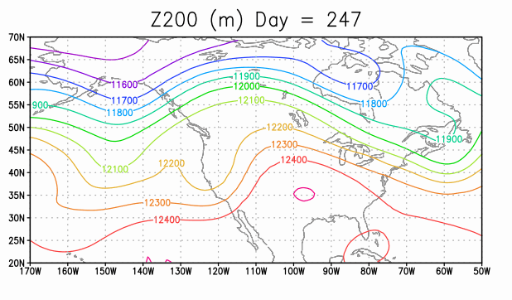 Z200 (m) Day = 247
70N
65N
11900
11600
12000
11700
60N
11700
12100
11800
900
11800
55N
12200
50N
11900
12300
45N
12400
12200
12100
40N
35N
12300
30N
12400
25N
20N
170W 160W 150W 140W 130W 120W 110W 100W 90W 80W 70W 60W 50W